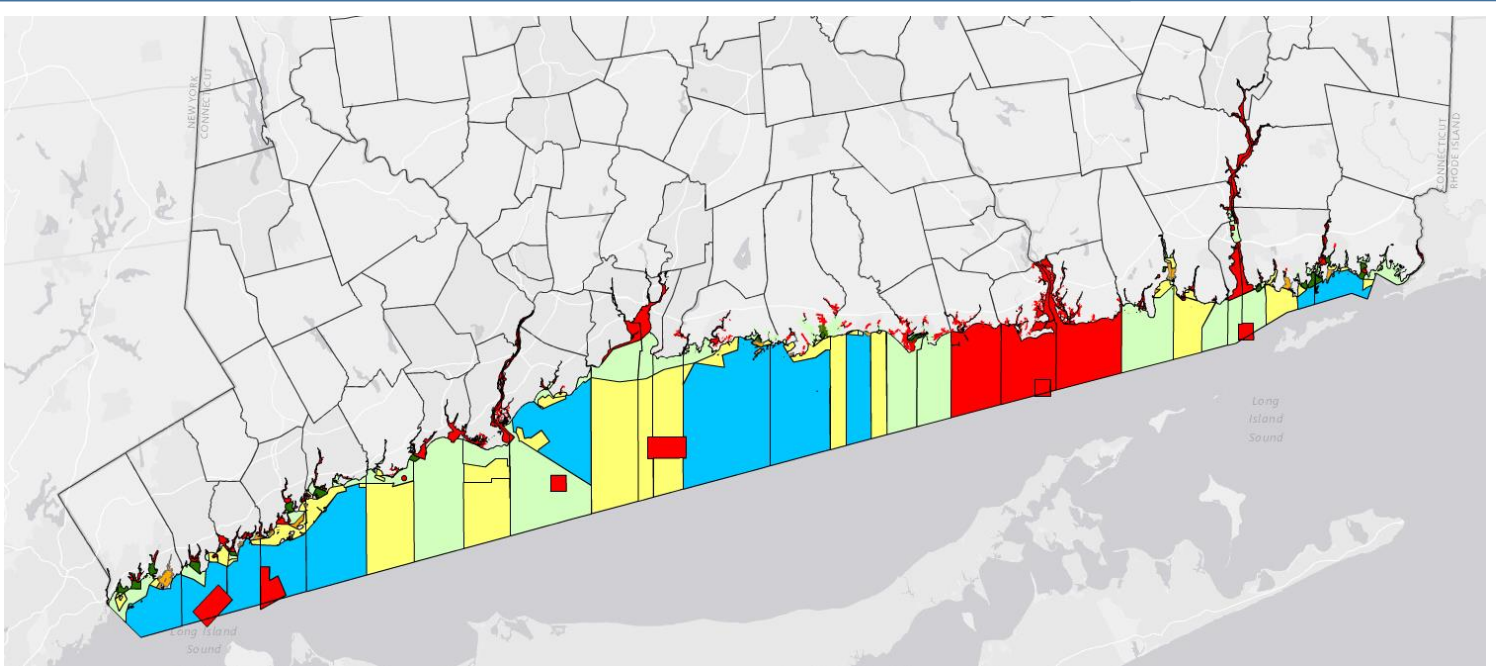 NEW YORK
CONNECTICUT
CONNECTICUT
RHODE ISLAND
Long
Island
Sound
Long Island
Sound